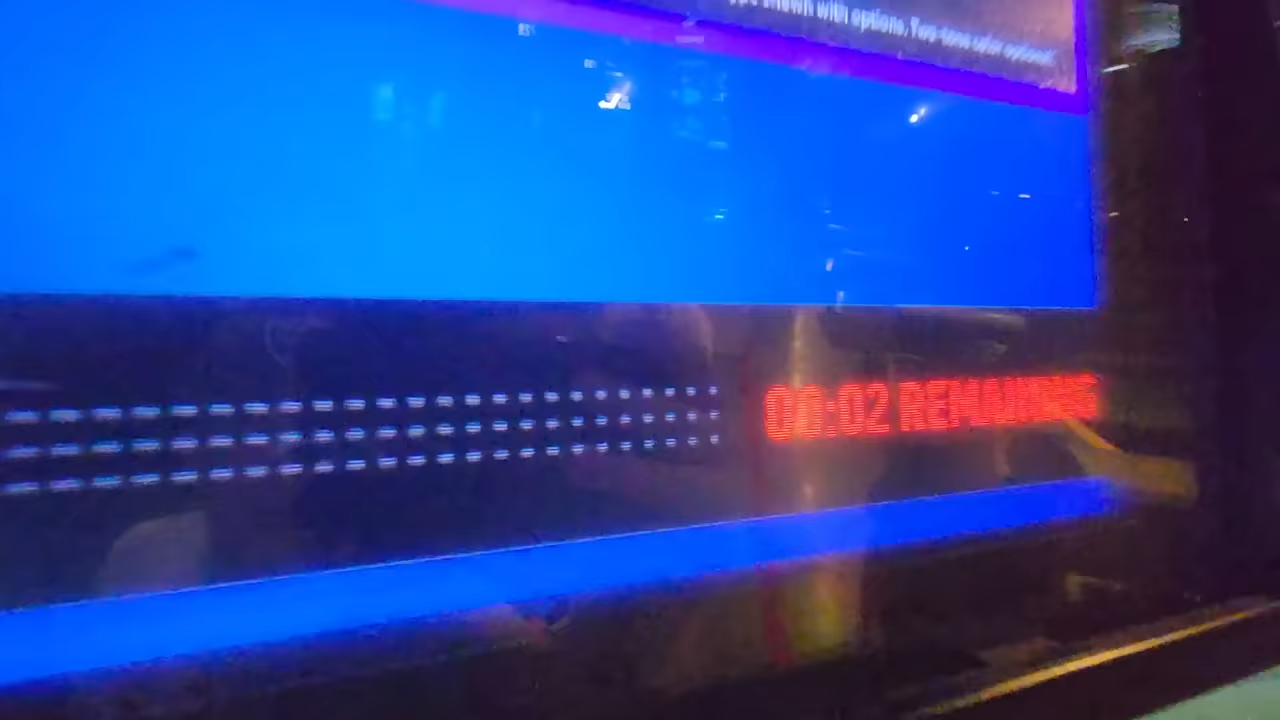 shown with options. Two-tone color optional.
00:02 REMAINING